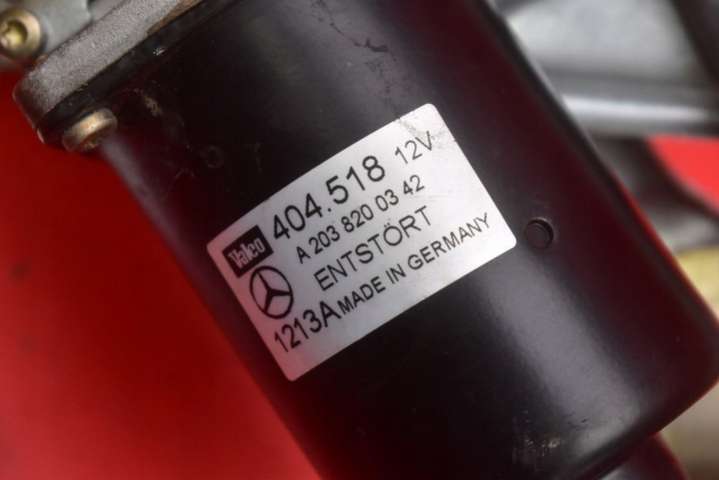 Valeo 404.518 12V
A 203 820 03 42
ENTSTÖRT
1213A MADE IN GERMANY